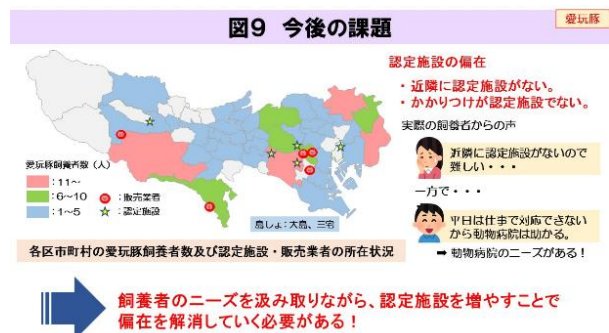 図9 今後の課題
愛玩豚
認定施設の偏在
・近隣に認定施設がない。
・かかりつけが認定施設でない。
実際の飼養者からの声
近隣に認定施設がないので
難しい・・・
一方で・・・
平日は仕事で対応できない
から動物病院は助かる。
➡ 動物病院のニーズがある！
愛玩豚飼養者数（人）
：11～
：6～10
：1～5
：販売業者
：認定施設
島しょ：大島、三宅
各区市町村の愛玩豚飼養者数及び認定施設・販売業者の所在状況
飼養者のニーズを汲み取りながら、認定施設を増やすことで
偏在を解消していく必要がある！